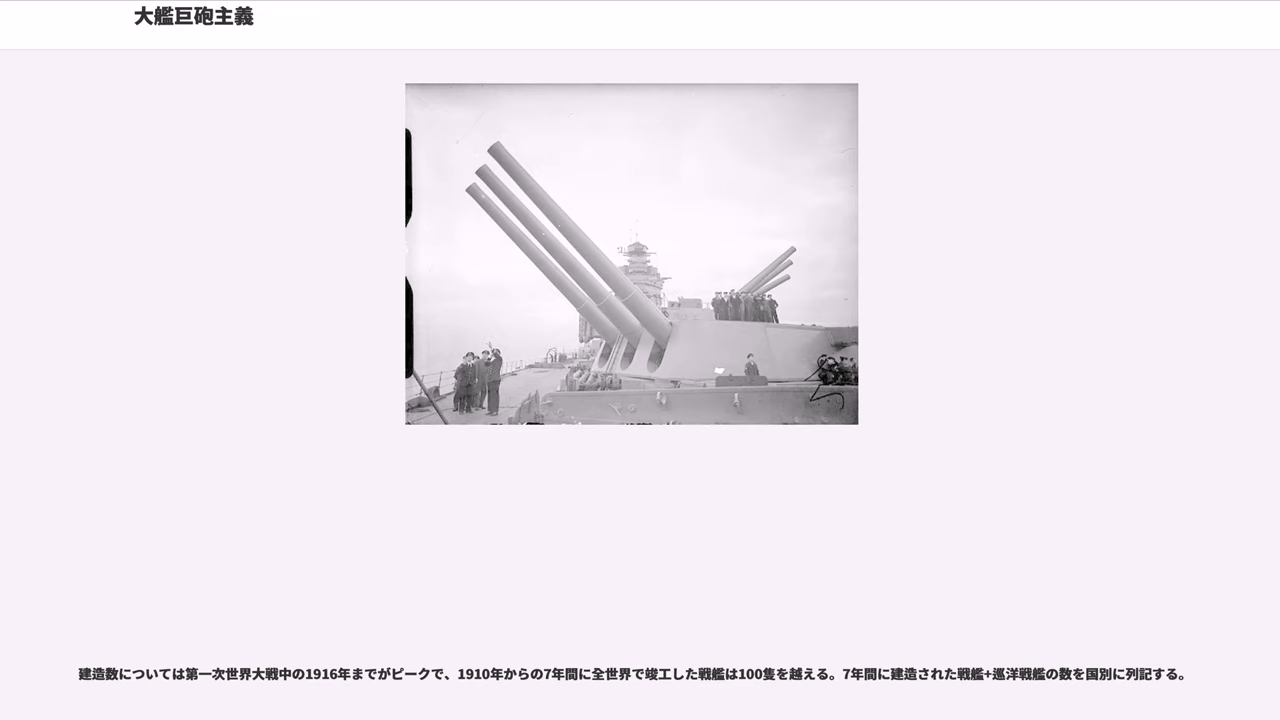 大艦巨砲主義
建造数については第一次世界大戦中の1916年までがピークで、1910年からの7年間に全世界で竣工した戦艦は100隻を越える。7年間に建造された戦艦+巡洋戦艦の数を国別に列記する。